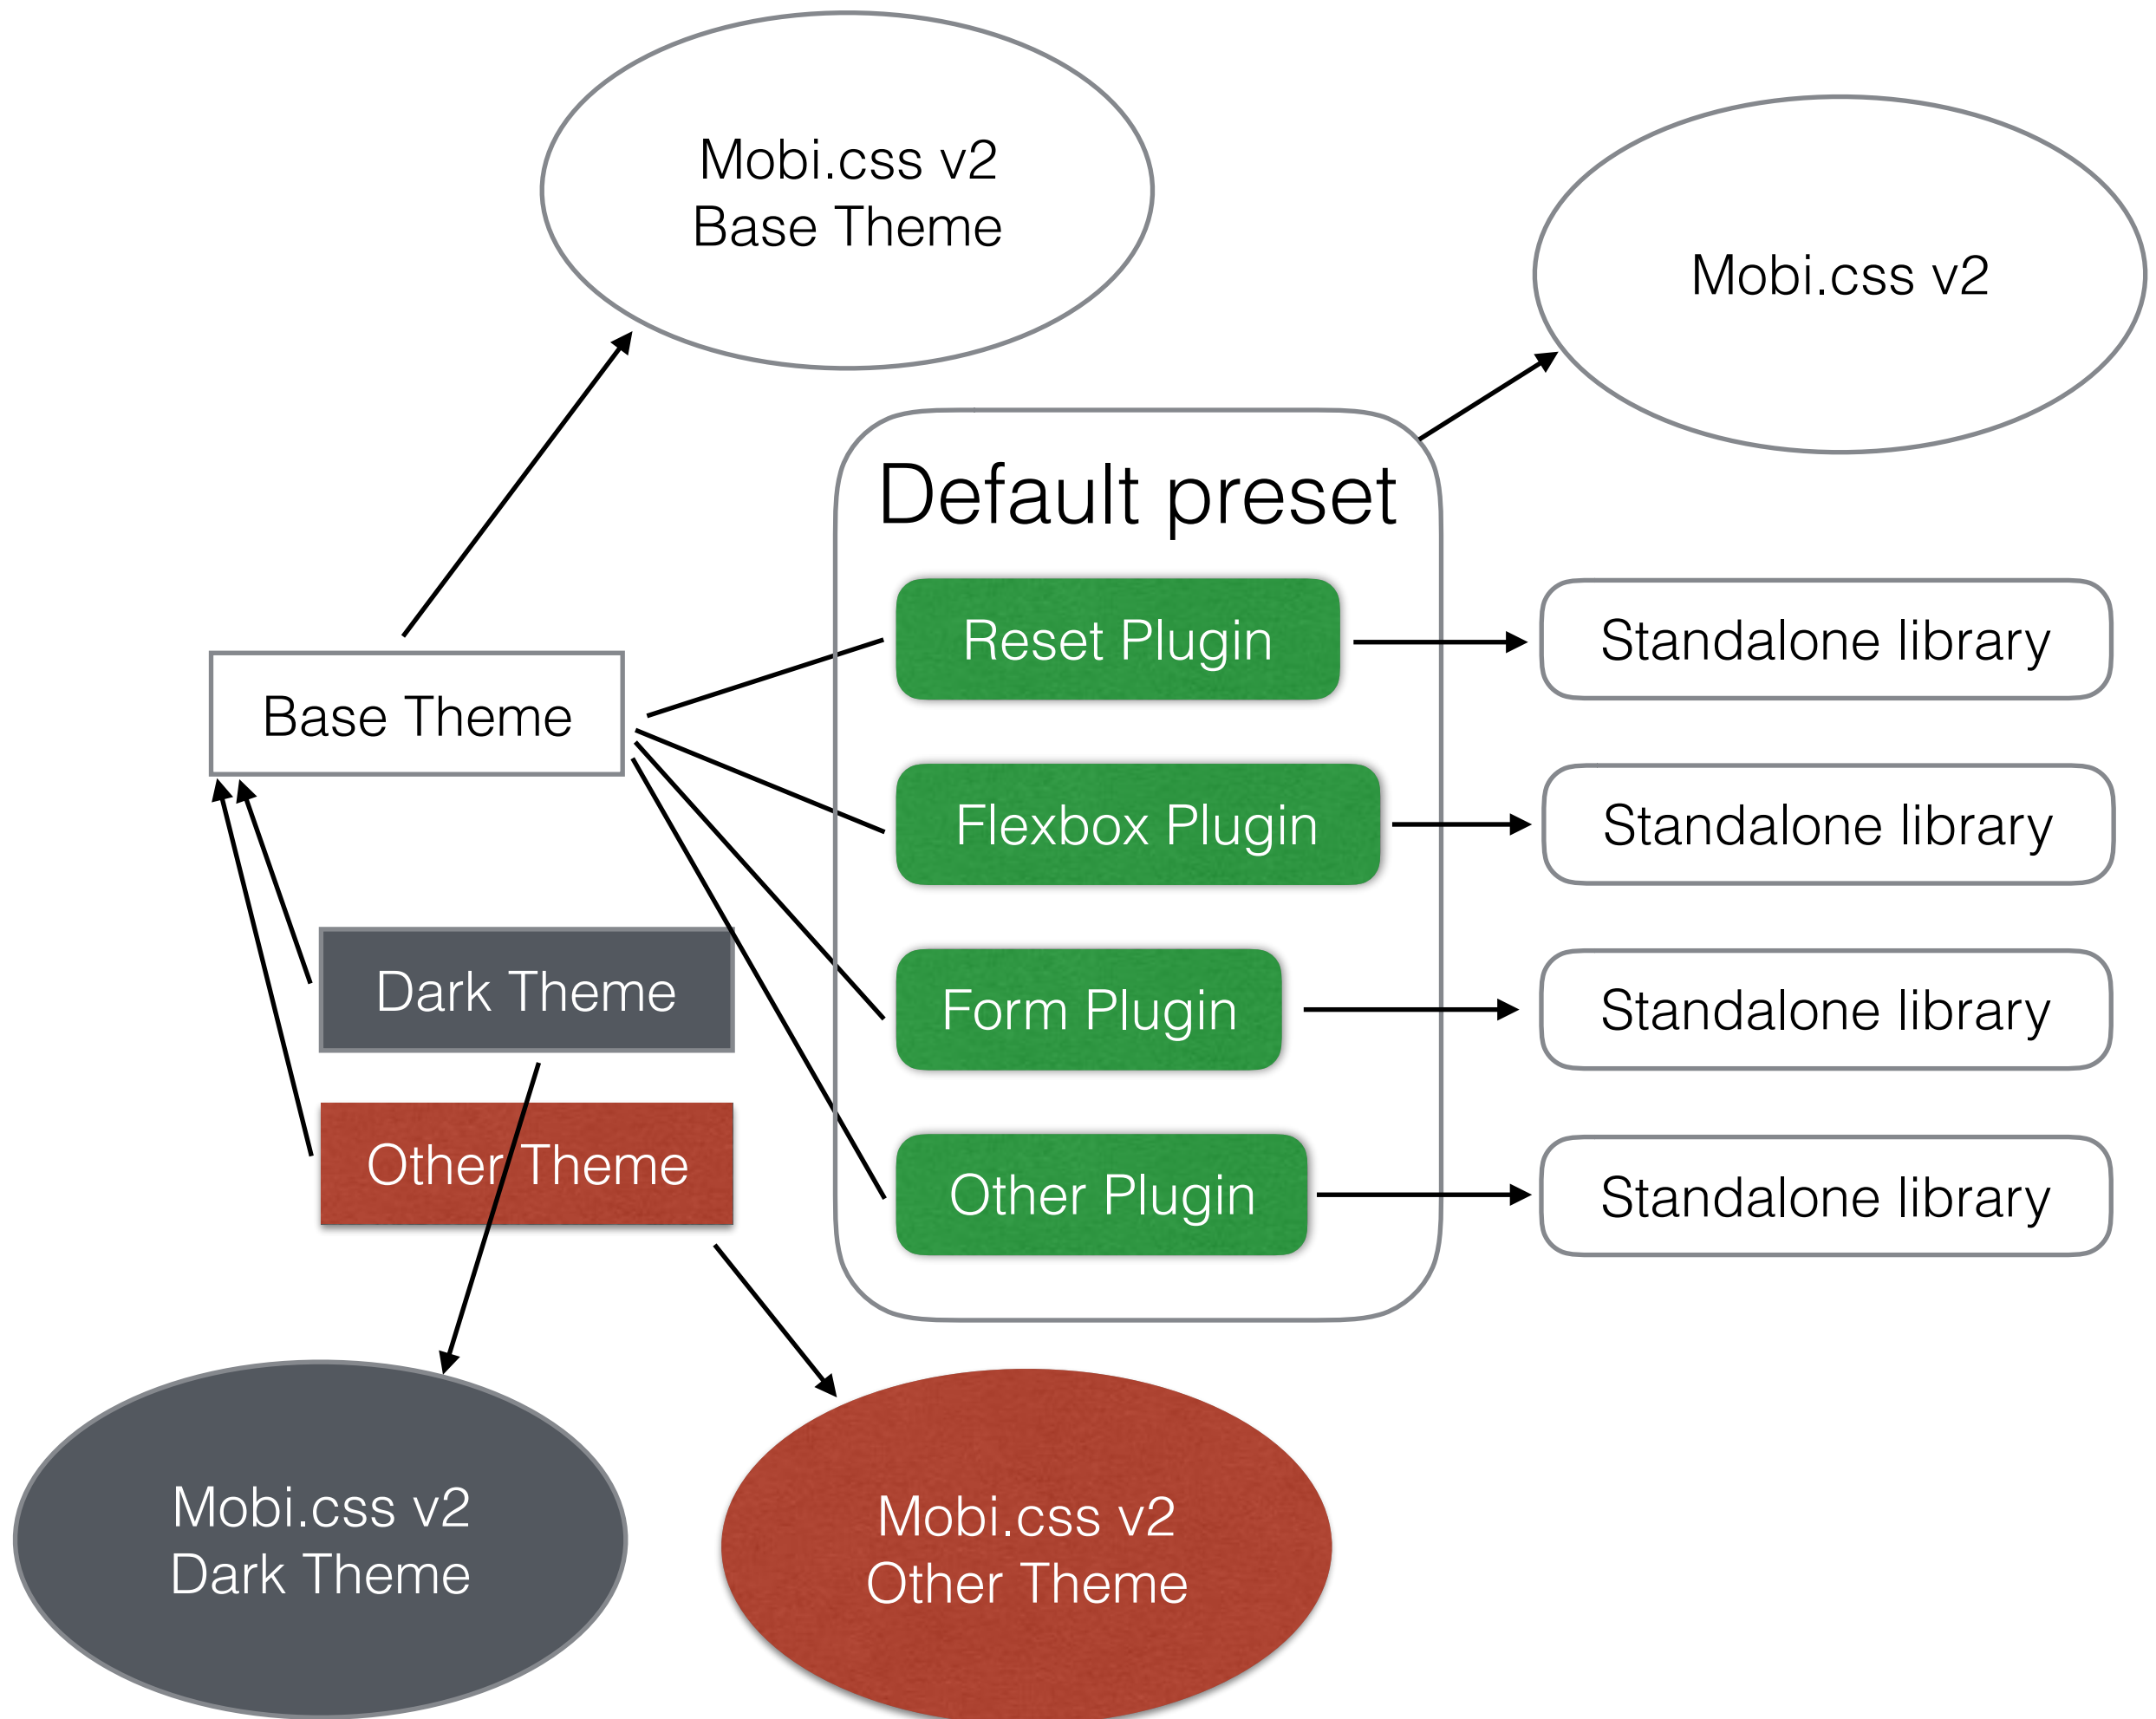 Mobi.css v2
Base Theme
Mobi.css v2
Default preset
Reset Plugin
Standalone library
Base Theme
Flexbox Plugin
Standalone library
Dark Theme
Form Plugin
Standalone library
Other Theme
Other Plugin
Standalone library
Mobi.css v2
Dark Theme
Mobi.css v2
Other Theme